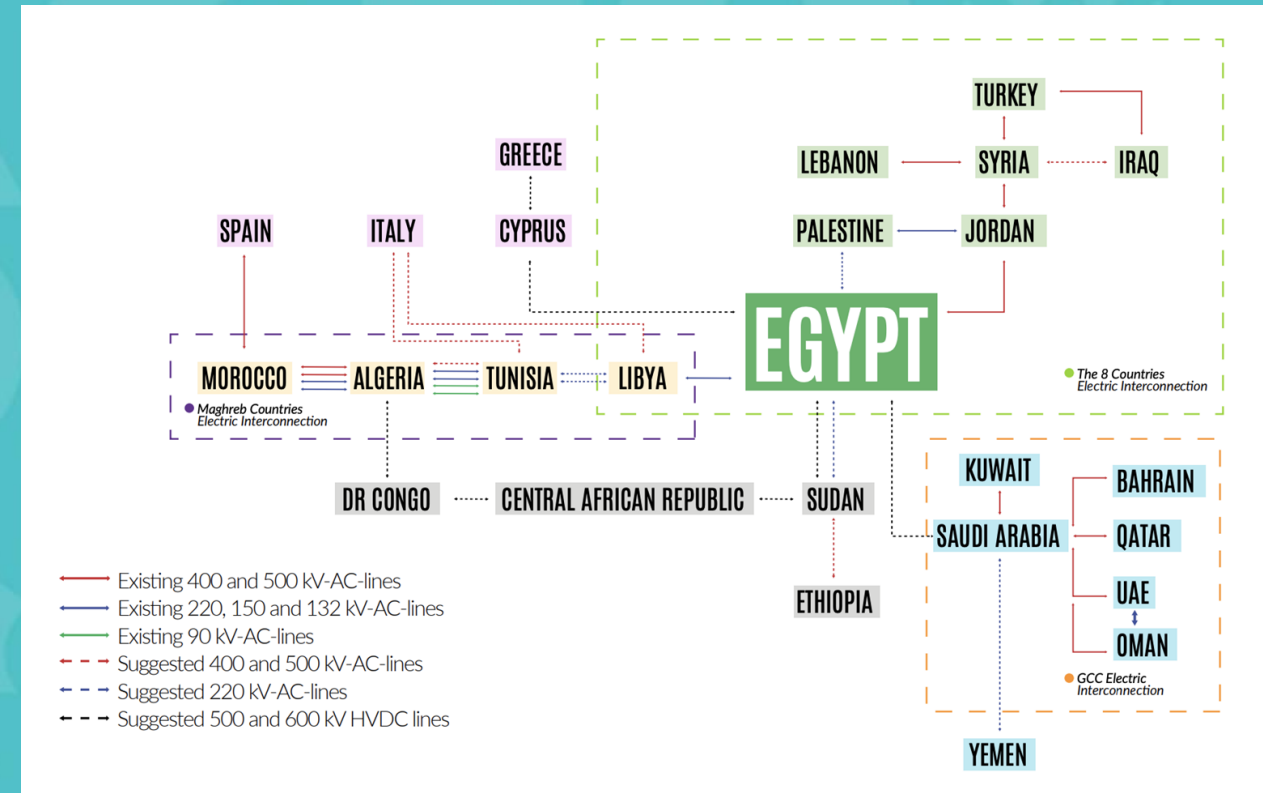 TURKEY
GREECE
LEBANON
SYRIA
IRAQ
SPAIN
ITALY
CYPRUS
PALESTINE
JORDAN
EGYPT
MOROCCO
ALGERIA
TUNISIA
LIBYA
The 8 Countries
Electric Interconnection
Maghreb Countries
Electric Interconnection
KUWAIT
BAHRAIN
DR CONGO
CENTRAL AFRICAN REPUBLIC
SUDAN
SAUDI ARABIA
QATAR
ETHIOPIA
UAE
OMAN
GCC Electric
Interconnection
YEMEN
Existing 400 and 500 kV-AC-lines
Existing 220, 150 and 132 kV-AC-lines
Existing 90 kV-AC-lines
Suggested 400 and 500 kV-AC-lines
Suggested 220 kV-AC-lines
Suggested 500 and 600 kV HVDC lines